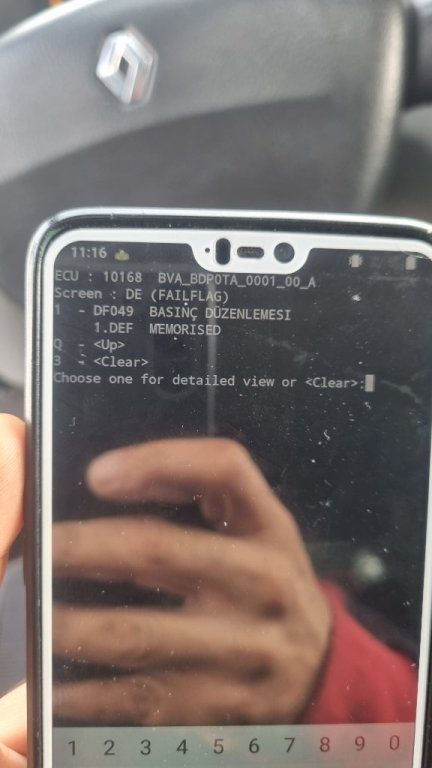 11:16
ECU : 10168 BVA_BDP0TA_0001_00_A
Screen : DE (FAILFLAG)
1 - DF049 BASINÇ DÜZENLEMESI
1.DEF MEMORISED
Q - <Up>
3 - <Clear>
Choose one for detailed view or <Clear>:
1 2 3 4 5 6 7 8 9 0